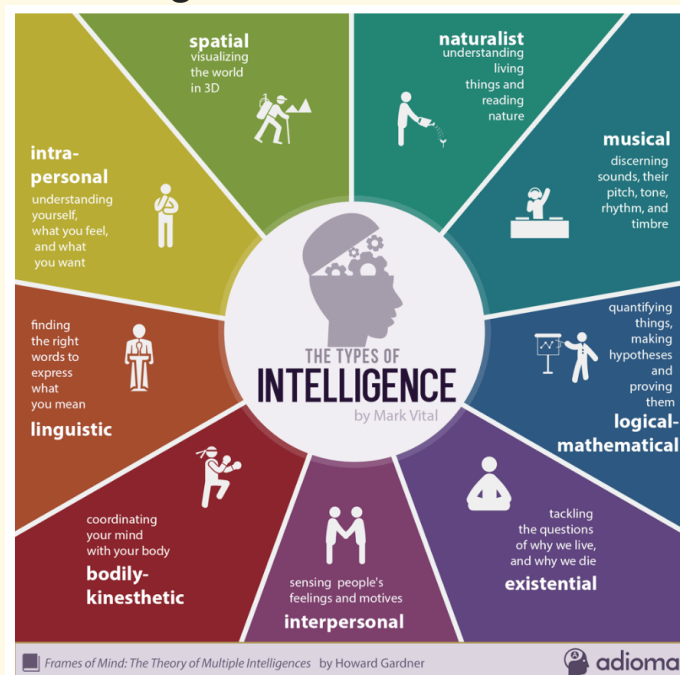 spatial
visualizing
the world
in 3D
naturalist
understanding
living
things and
reading
nature
musical
discerning
sounds, their
pitch, tone,
rhythm, and
timbre
quantifying
things,
making
hypotheses
and
proving
them
logical-
mathematical
tackling
the questions
of why we live,
and why we die
existential
sensing people's
feelings and motives
interpersonal
coordinating
your mind
with your body
bodily-
kinesthetic
finding
the right
words to
express
what
you mean
linguistic
intra-
personal
understanding
yourself,
what you feel,
and what
you want
THE TYPES OF
INTELLIGENCE
by Mark Vital
Frames of Mind: The Theory of Multiple Intelligences by Howard Gardner
adioma